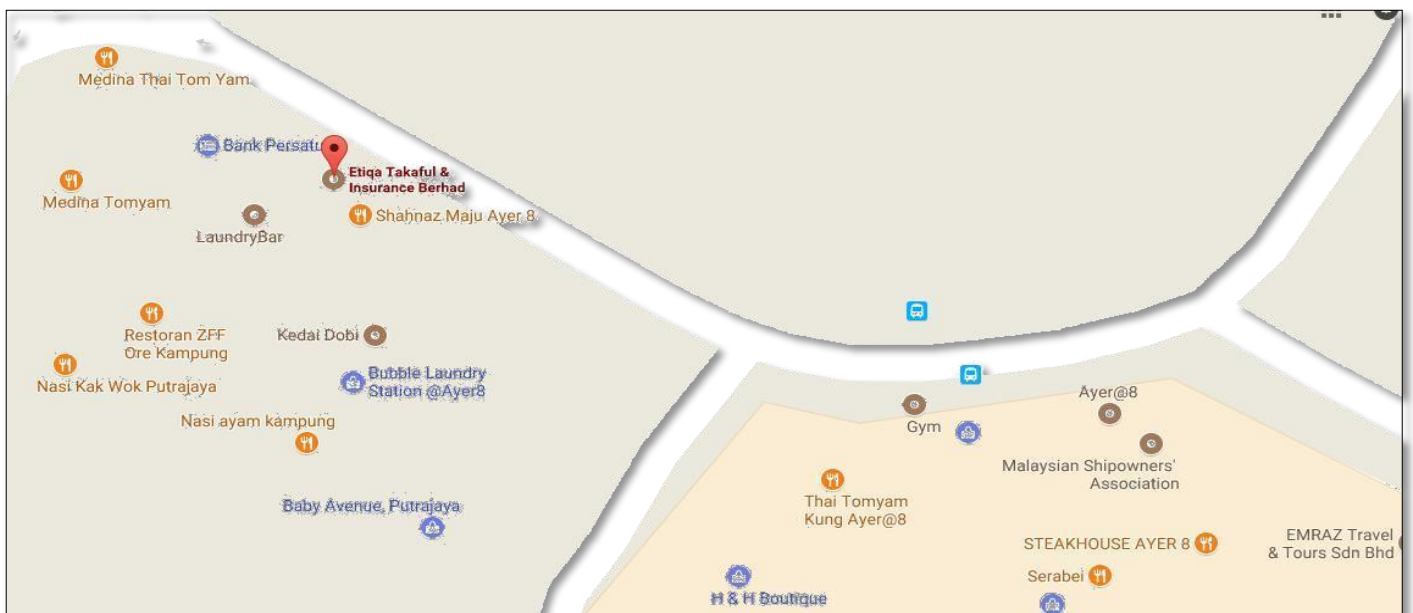 Medina Thai Tom Yam
Bank Persatu
Etiqa Takaful &
Insurance Berhad
Medina Tomyam
Shahnaz Maju Ayer 8
LaundryBar
Restoran ZFF
Ore Kampung
Kedai Dobi
Nasi Kak Wok Putrajaya
Bubble Laundry
Station @Ayer8
Nasi ayam kampung
Baby Avenue, Putrajaya
Gym
Ayer@8
Malaysian Shipowners'
Association
Thai Tomyam
Kung Ayer@8
STEAKHOUSE AYER 8
EMRAZ Travel
& Tours Sdn Bhd
Serabei
H & H Boutique